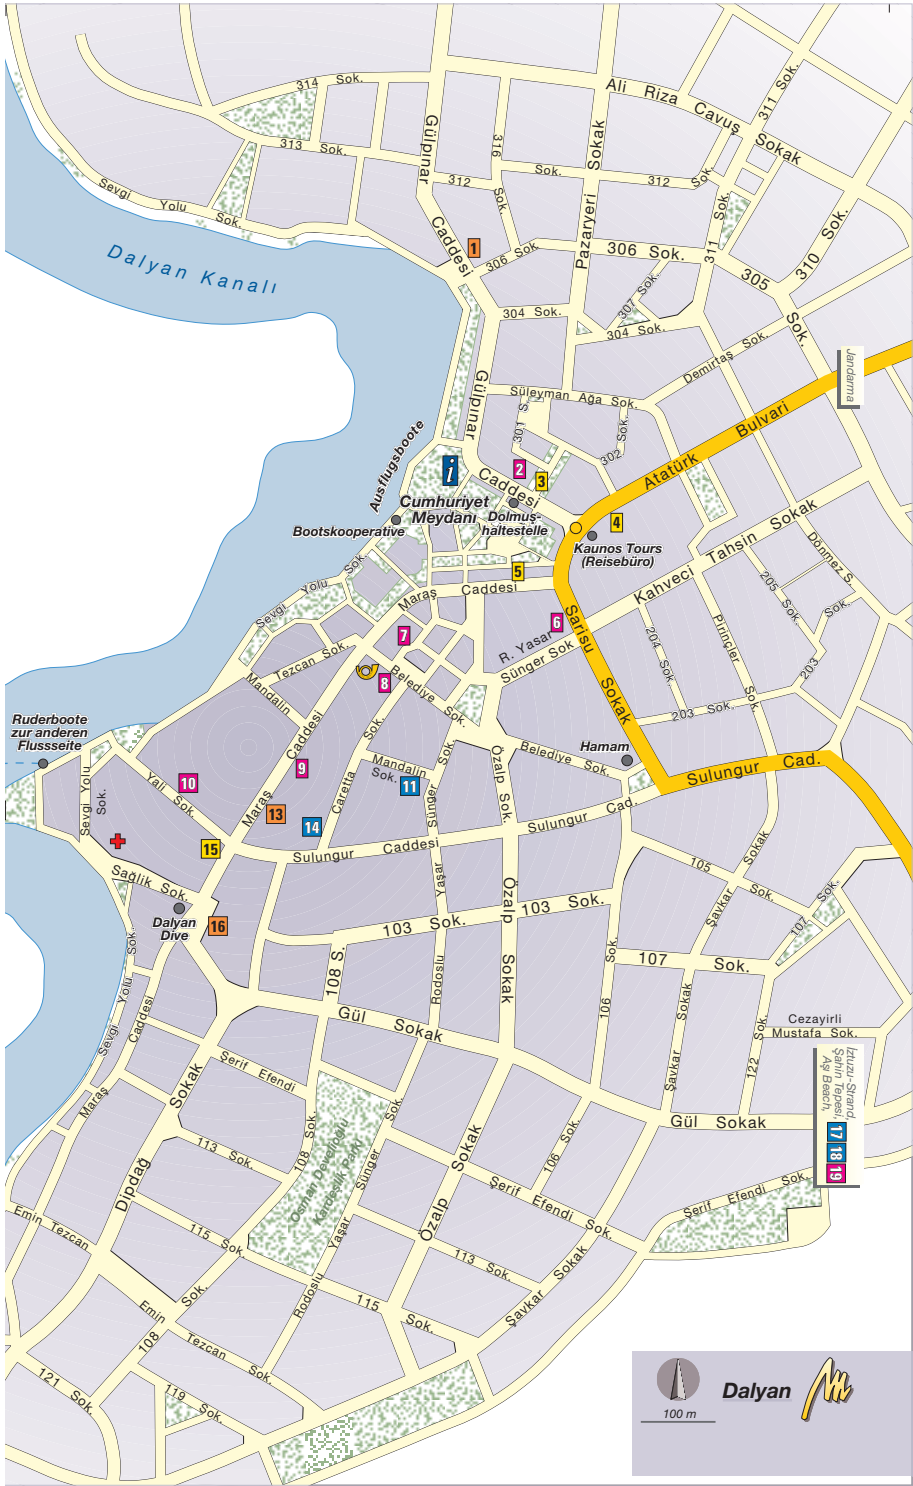 314 Sok.
Ali Riza Cavuş Sokak
311 Sok.
313 Sok.
Gülpınar Caddesi
316 Sok.
Pazaryeri Sokak
312 Sok.
312 Sok.
Sevgi Yolu Sok.
311 Sok.
310 Sok.
1
306 Sok.
306 Sok.
305 Sok.
Dalyan Kanalı
307 Sok.
304 Sok.
304 Sok.
Demirtaş Sok.
Jandarma
Gülpınar Caddesi
Süleyman Ağa Sok.
301 S.
302 Sok.
Atatürk Bulvari
Ausflugsboote
i
2
3
Cumhuriyet
Meydanı
Dolmuş-
haltestelle
4
Bootskooperative
Kaunos Tours
(Reisebüro)
Kahveci Tahsin Sokak
Dönmez S.
5
Sevgi Yolu Sok.
Maraş Caddesi
205 Sok.
Sok.
6
7
Sarisu Sokak
R. Yasar
Sünger Sok.
204 Sok.
Pirinçler Sok.
203
Tezcan Sok.
8
Belediye Sok.
Mandalin
203 Sok.
Ruderboote
zur anderen
Flussseite
Maraş Caddesi
Caretta Sok.
Mandalin
Sok.
Özalp Sok.
Belediye Sok.
Hamam
Sulungur Cad.
9
10
11
Sevgi Yolu Sok.
Yali Sok.
13
14
15
Yaşar Sünger Sok.
Sulungur Caddesi
Sulungur Cad.
105 Sok.
Şavkar Sokak
Sağlik Sok.
Dalyan
Dive
16
103 Sok.
103 Sok.
Özalp Sokak
107 Sok.
107 Sok.
108 S.
Rodoslu
106 Sok.
Şavkar Sokak
122 Sok.
Cezayirli
Mustafa Sok.
Sevgi Yolu Sok.
Maraş Caddesi
Gül Sokak
Gül Sokak
Iztuzu-Strand,
Şahin Tepesi,
Aşı Beach,
17 18 19
Şerif Efendi
Dipdağ Sokak
108 Sok.
Osman Devellioğlu
Karabedik Parki
Rodoslu Yaşar Sünger Sok.
113 Sok.
Özalp Sokak
106 Sok.
Şerif Efendi Sok.
Şerif Efendi Sok.
Emin Tezcan
115 Sok.
113 Sok.
Şavkar Sokak
115 Sok.
Emin Tezcan Sok.
108 Sok.
121 Sok.
119 Sok.
100 m
Dalyan